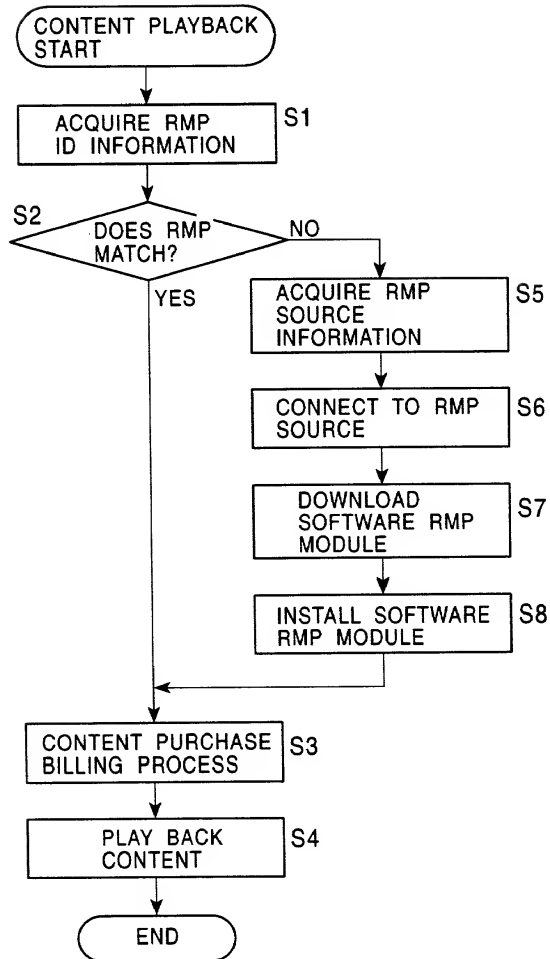 CONTENT PLAYBACK
START
ACQUIRE RMP
ID INFORMATION
S1
S2
DOES RMP
MATCH?
NO
YES
ACQUIRE RMP
SOURCE
INFORMATION
S5
CONNECT TO RMP
SOURCE
S6
DOWNLOAD
SOFTWARE RMP
MODULE
S7
INSTALL SOFTWARE
RMP MODULE
S8
CONTENT PURCHASE
BILLING PROCESS
S3
PLAY BACK
CONTENT
S4
END